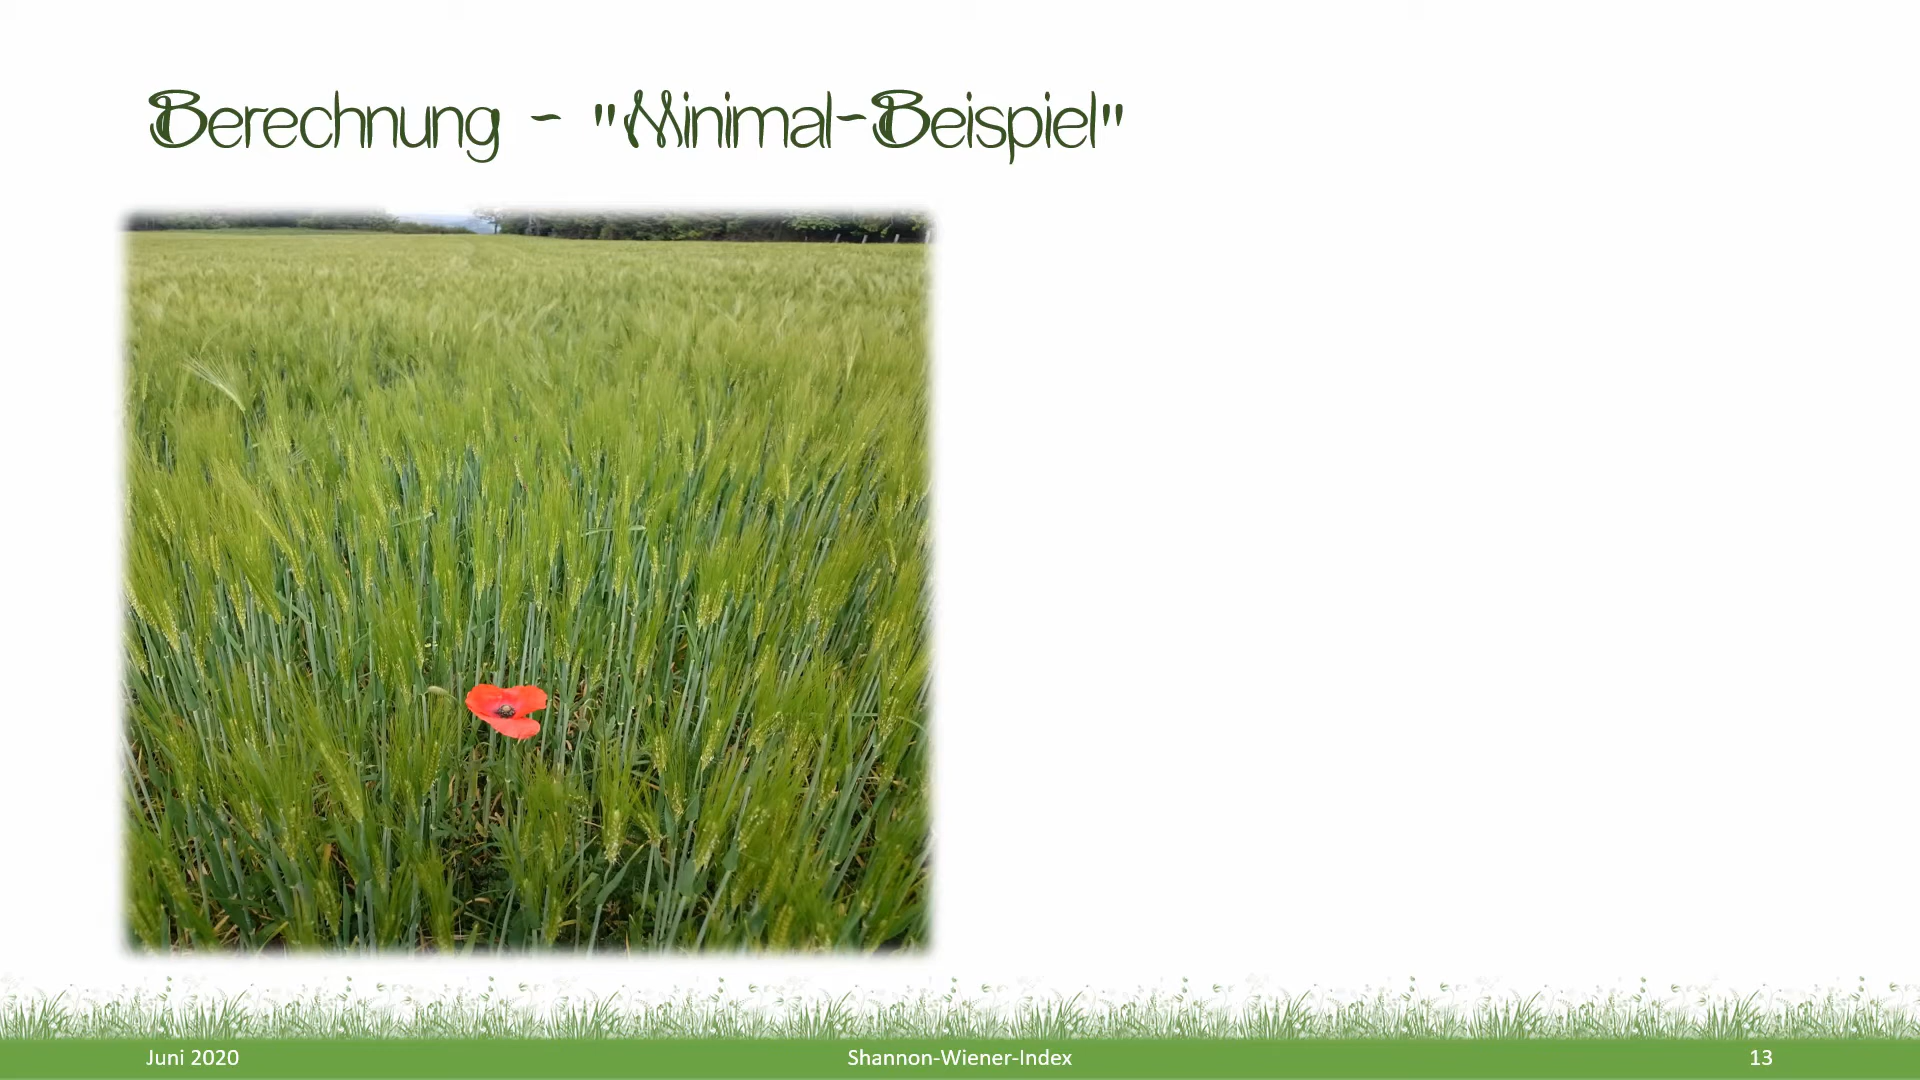 Berechnung - "Minimal-Beispiel"
Juni 2020
Shannon-Wiener-Index
13